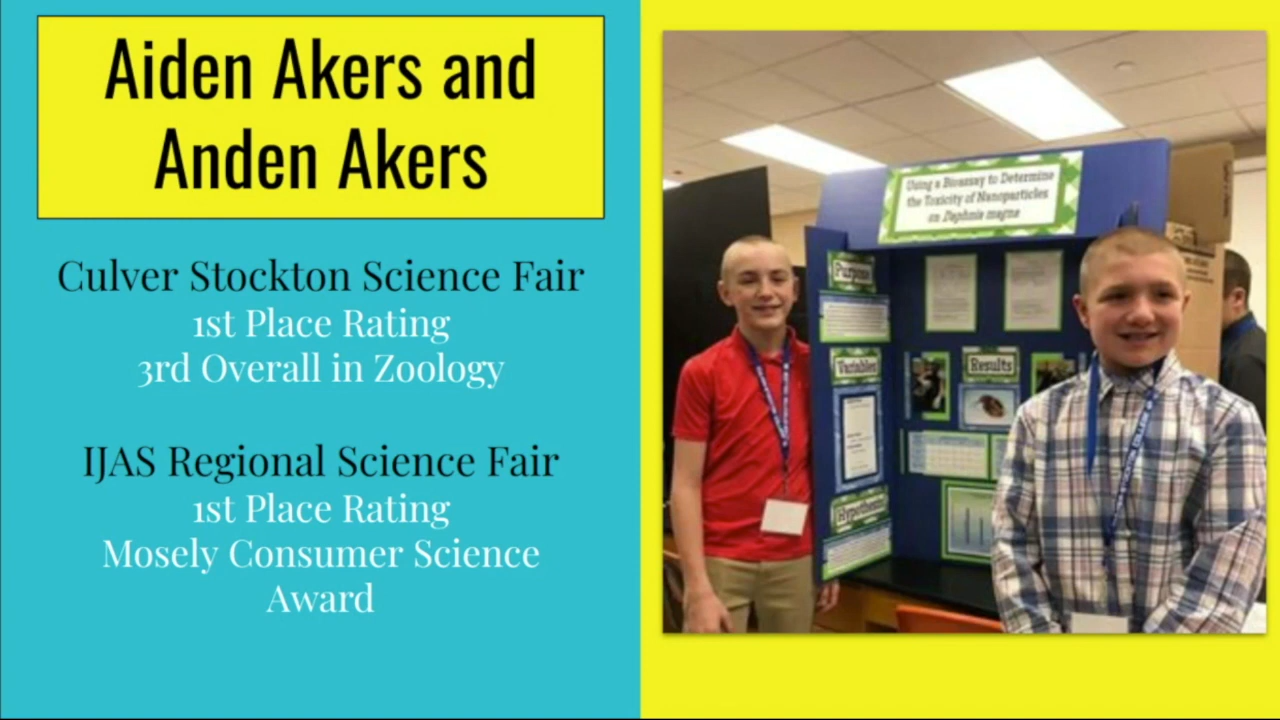 Aiden Akers and
Anden Akers
Culver Stockton Science Fair
1st Place Rating
3rd Overall in Zoology
IJAS Regional Science Fair
1st Place Rating
Mosely Consumer Science
Award
Using a Bioassay to Determine
the Toxicity of Nanoparticles
on Daphnia magna
Purpose
Variables
Results
Hypothesis